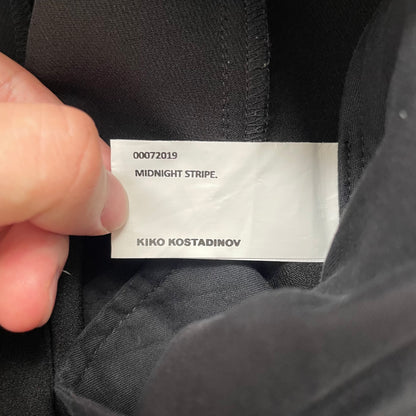 00072019
MIDNIGHT STRIPE.
KIKO KOSTADINOV